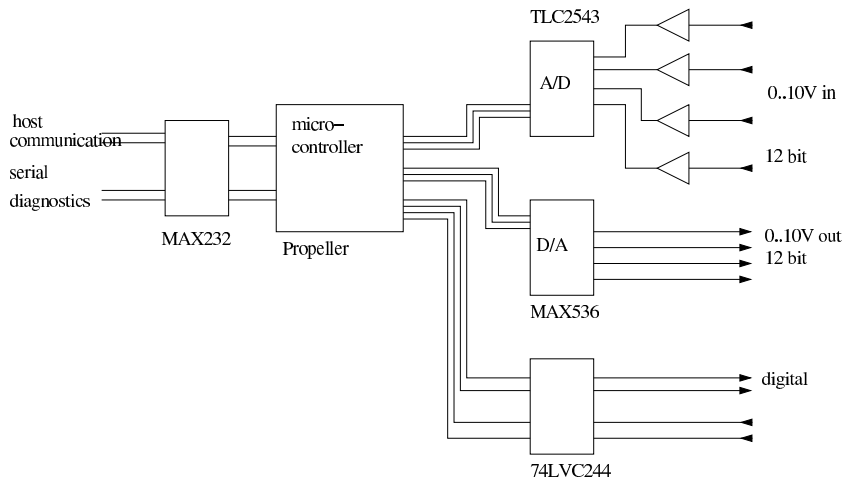 TLC2543
A/D
0..10V in
12 bit
host
communication
serial
diagnostics
MAX232
micro–
controller
Propeller
D/A
MAX536
0..10V out
12 bit
digital
74LVC244